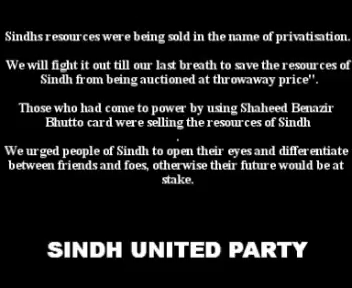 Sindhs resources were being sold in the name of privatisation.
We will fight it out till our last breath to save the resources of
Sindh from being auctioned at throwaway price".
Those who had come to power by using Shaheed Benazir
Bhutto card were selling the resources of Sindh
.
We urged people of Sindh to open their eyes and differentiate
between friends and foes, otherwise their future would be at
stake.
SINDH UNITED PARTY